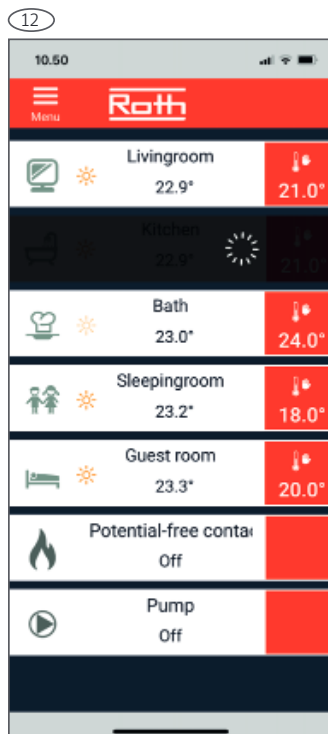 12
10.50
Menu
Roth
Livingroom
22.9°
21.0°
Kitchen
22.9°
21.0°
Bath
23.0°
24.0°
Sleepingroom
23.2°
18.0°
Guest room
23.3°
20.0°
Potential-free contac
Off
Pump
Off